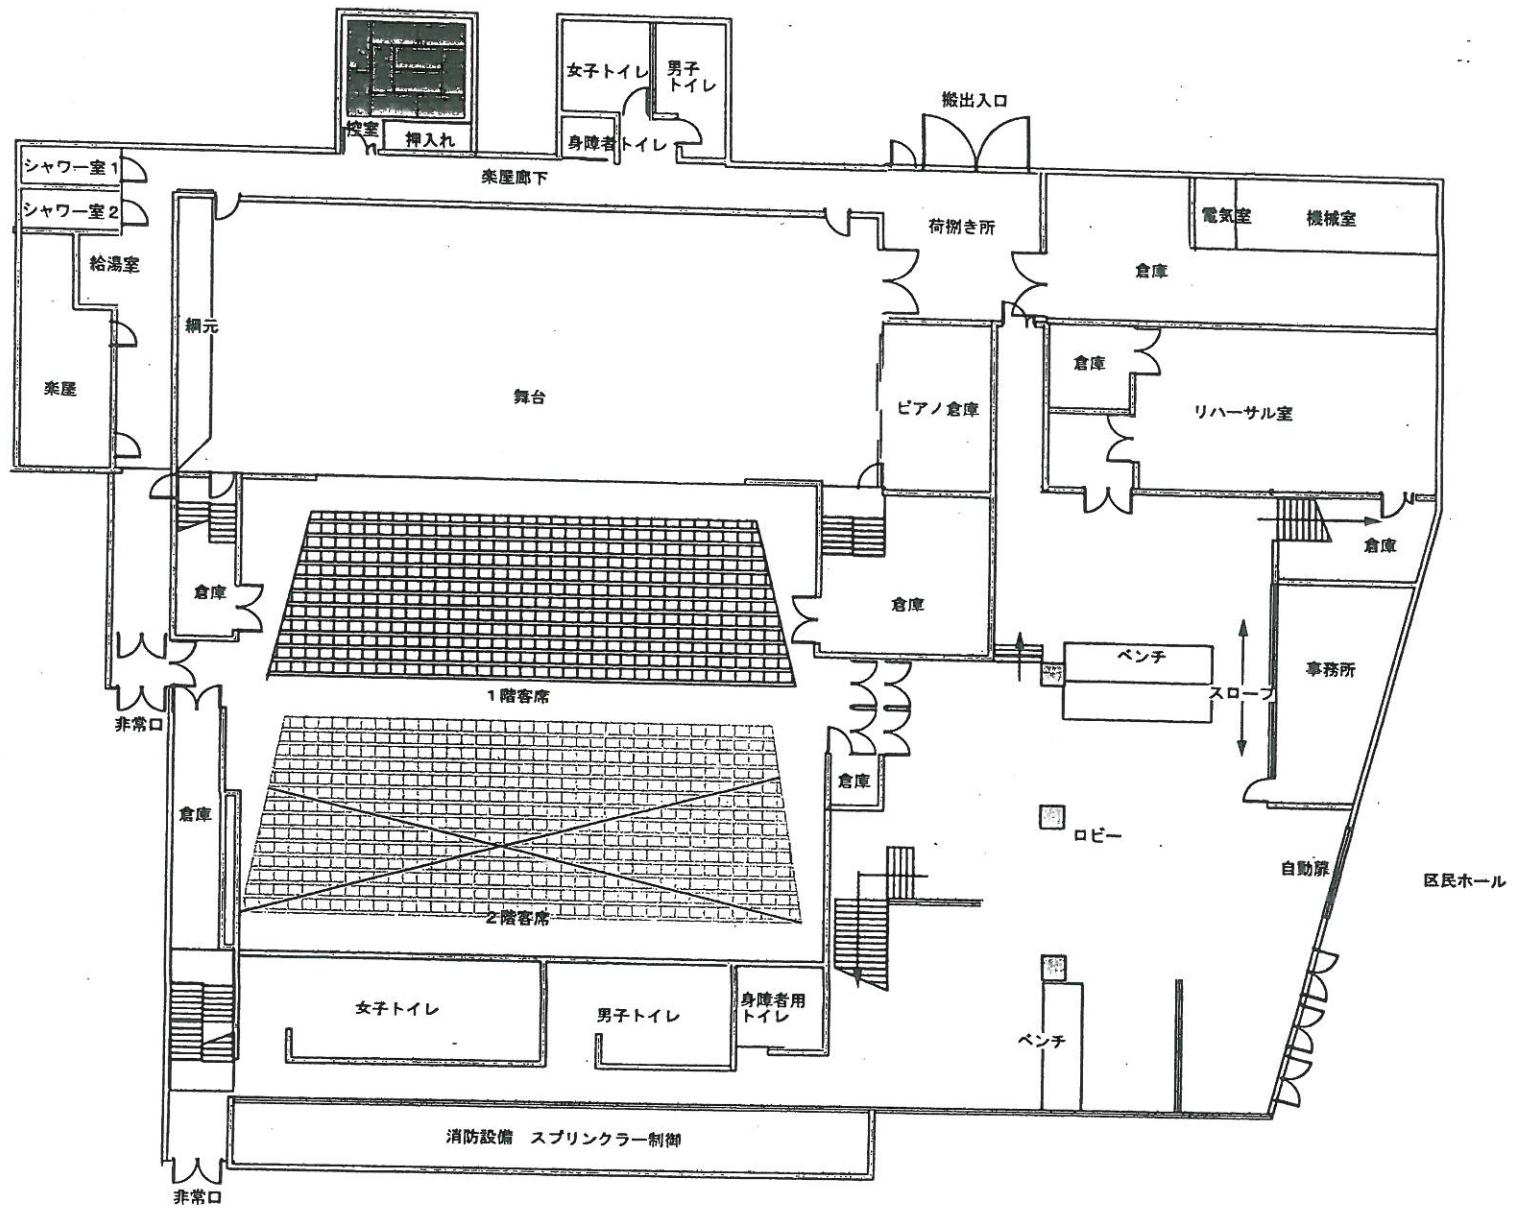 女子トイレ
男子
トイレ
搬出入口
控室
押入れ
身障者トイレ
シャワー室1
楽屋廊下
シャワー室2
電気室
機械室
荷捌き所
給湯室
倉庫
綱元
倉庫
楽屋
舞台
ピアノ倉庫
リハーサル室
倉庫
倉庫
倉庫
ベンチ
事務所
1階客席
スロープ
非常口
倉庫
倉庫
ロビー
自動扉
区民ホール
2階客席
女子トイレ
男子トイレ
身障者用
トイレ
ベンチ
消防設備 スプリンクラー制御
非常口